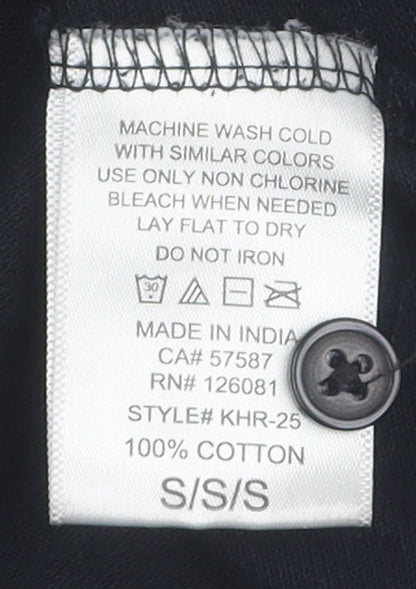 MACHINE WASH COLD
WITH SIMILAR COLORS
USE ONLY NON CHLORINE
BLEACH WHEN NEEDED
LAY FLAT TO DRY
DO NOT IRON
30
MADE IN INDIA
CA# 57587
RN# 126081
STYLE# KHR-25
100% COTTON
S/S/S